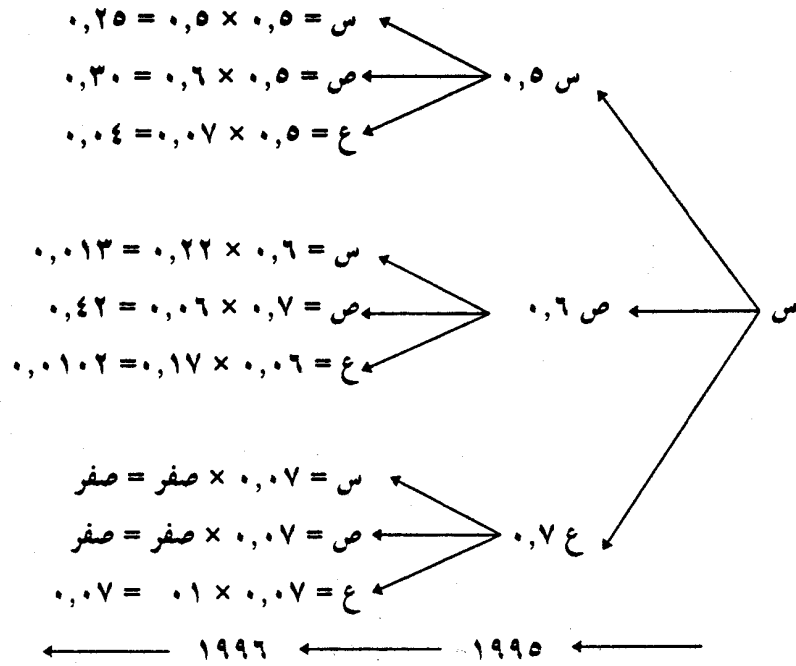 س = ٠,٥ × ٠,٥ = ٠,٢٥
س ٠,٥
ص = ٠,٥ × ٠,٦ = ٠,٣٠
ع = ٠,٥ × ٠,٠٧ = ٠,٠٤
س = ٠,٦ × ٠,٢٢ = ٠,٠١٣
س
ص ٠,٦
ص = ٠,٧ × ٠,٠٦ = ٠,٤٢
ع = ٠,٠٦ × ٠,١٧ = ٠,٠١٠٢
س = ٠,٠٧ × صفر = صفر
ع ٠,٧
ص = ٠,٠٧ × صفر = صفر
ع = ٠,٠٧ × ٠١ = ٠,٠٧
١٩٩٥ ١٩٩٦